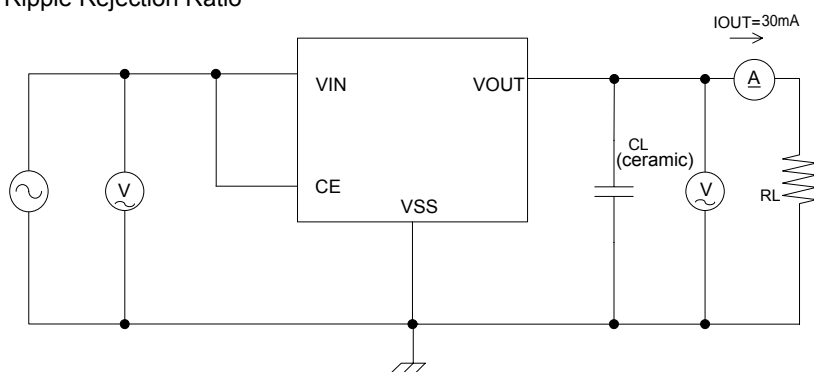 Ripple Rejection Ratio
IOUT=30mA
VIN
VOUT
A
CL
(ceramic)
V
CE
V
RL
VSS